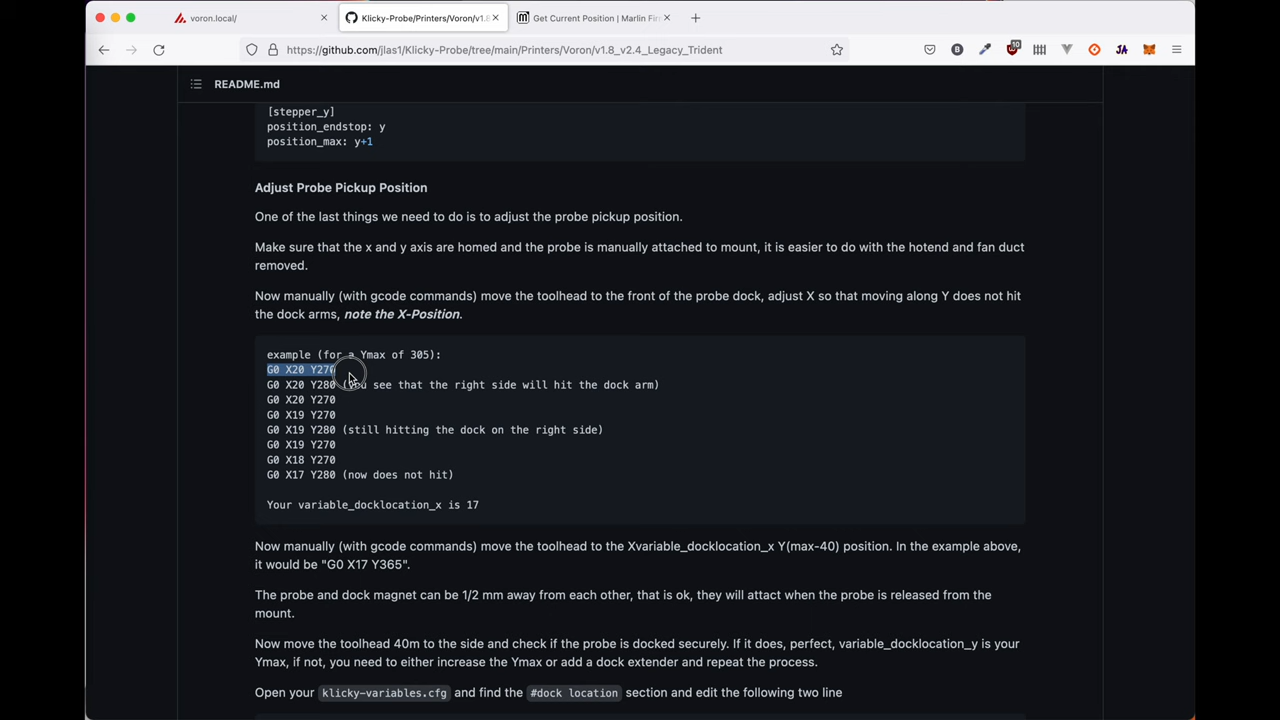 voron.local/
Klicky-Probe/Printers/Voron/v1.8
Get Current Position | Marlin Fir
https://github.com/jlas1/Klicky-Probe/tree/main/Printers/Voron/v1.8_v2.4_Legacy_Trident
10
JA
README.md
[stepper_y]
position_endstop: y
position_max: y+1
Adjust Probe Pickup Position
One of the last things we need to do is to adjust the probe pickup position.
Make sure that the x and y axis are homed and the probe is manually attached to mount, it is easier to do with the hotend and fan duct
removed.
Now manually (with gcode commands) move the toolhead to the front of the probe dock, adjust X so that moving along Y does not hit
the dock arms, note the X-Position.
example (for a Ymax of 305):
G0 X20 Y270
G0 X20 Y280 (you see that the right side will hit the dock arm)
G0 X20 Y270
G0 X19 Y270
G0 X19 Y280 (still hitting the dock on the right side)
G0 X19 Y270
G0 X18 Y270
G0 X17 Y280 (now does not hit)
Your variable_docklocation_x is 17
Now manually (with gcode commands) move the toolhead to the Xvariable_docklocation_x Y(max-40) position. In the example above,
it would be "G0 X17 Y365".
The probe and dock magnet can be 1/2 mm away from each other, that is ok, they will attact when the probe is released from the
mount.
Now move the toolhead 40m to the side and check if the probe is docked securely. If it does, perfect, variable_docklocation_y is your
Ymax, if not, you need to either increase the Ymax or add a dock extender and repeat the process.
Open your klicky-variables.cfg and find the #dock location section and edit the following two line